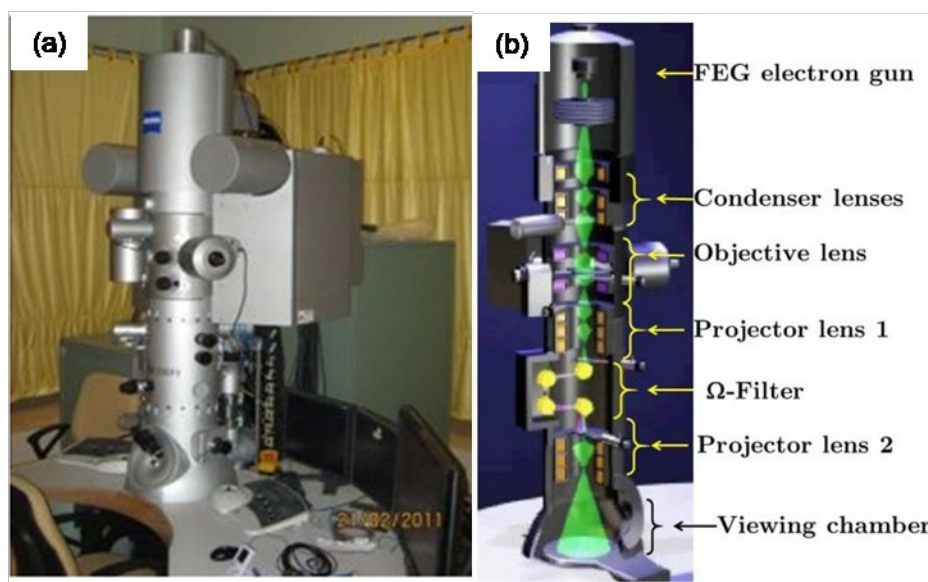 (a)
21/02/2011
(b)
FEG electron gun
Condenser lenses
Objective lens
Projector lens 1
Ω-Filter
Projector lens 2
Viewing chamber